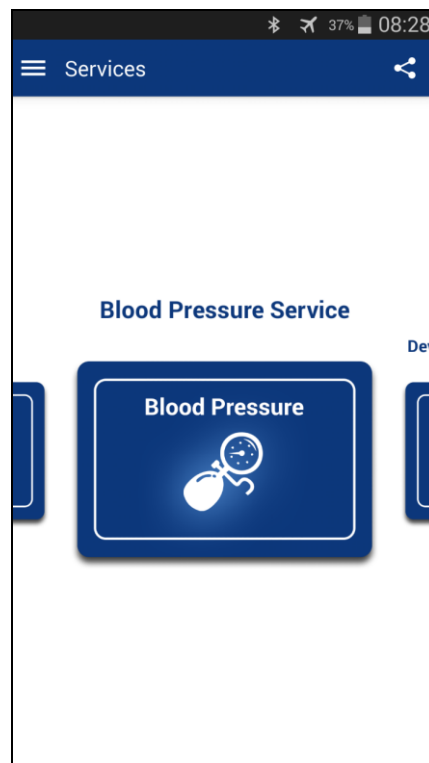 37% 08:28
Services
Blood Pressure Service
Dev
Blood Pressure